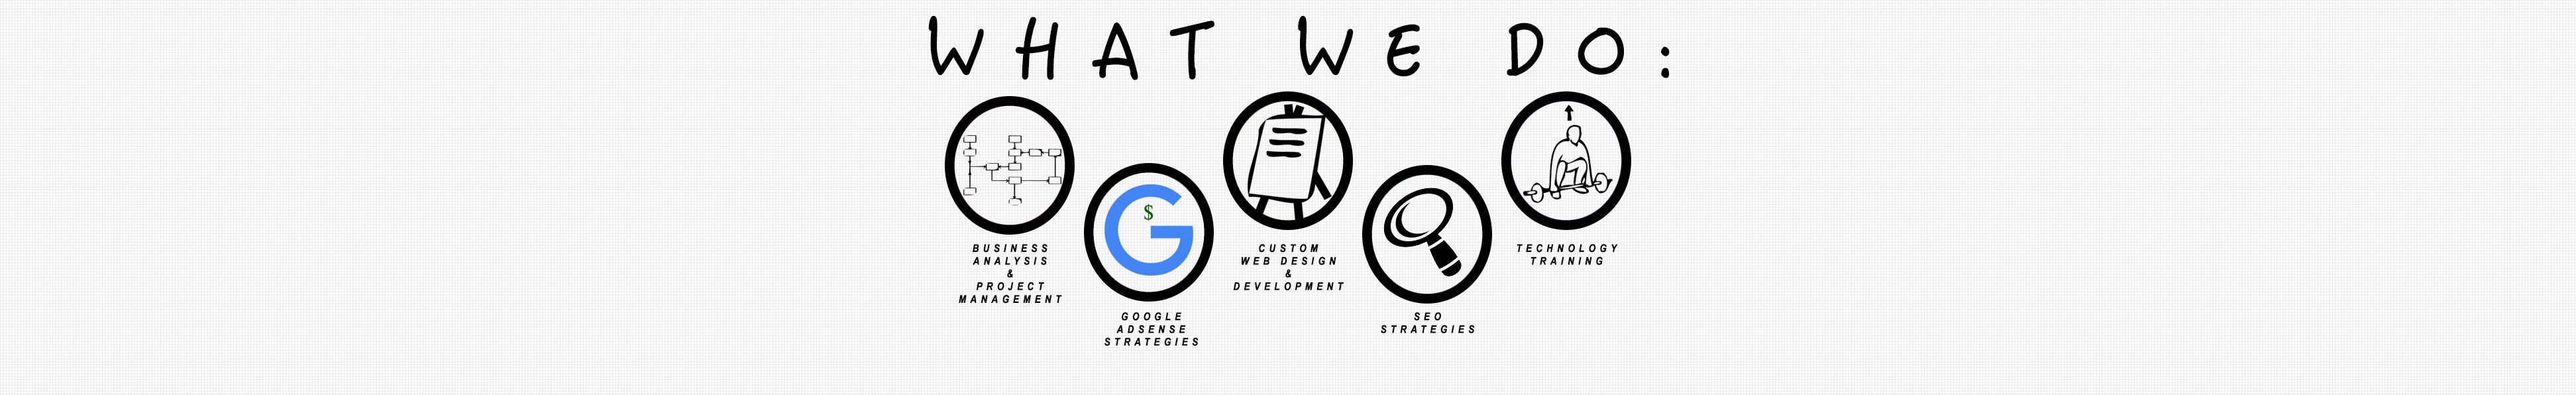 WHAT WE DO:
BUSINESS
ANALYSIS
&
PROJECT
MANAGEMENT
G
$
GOOGLE
ADSENSE
STRATEGIES
CUSTOM
WEB DESIGN
&
DEVELOPMENT
SEO
STRATEGIES
TECHNOLOGY
TRAINING